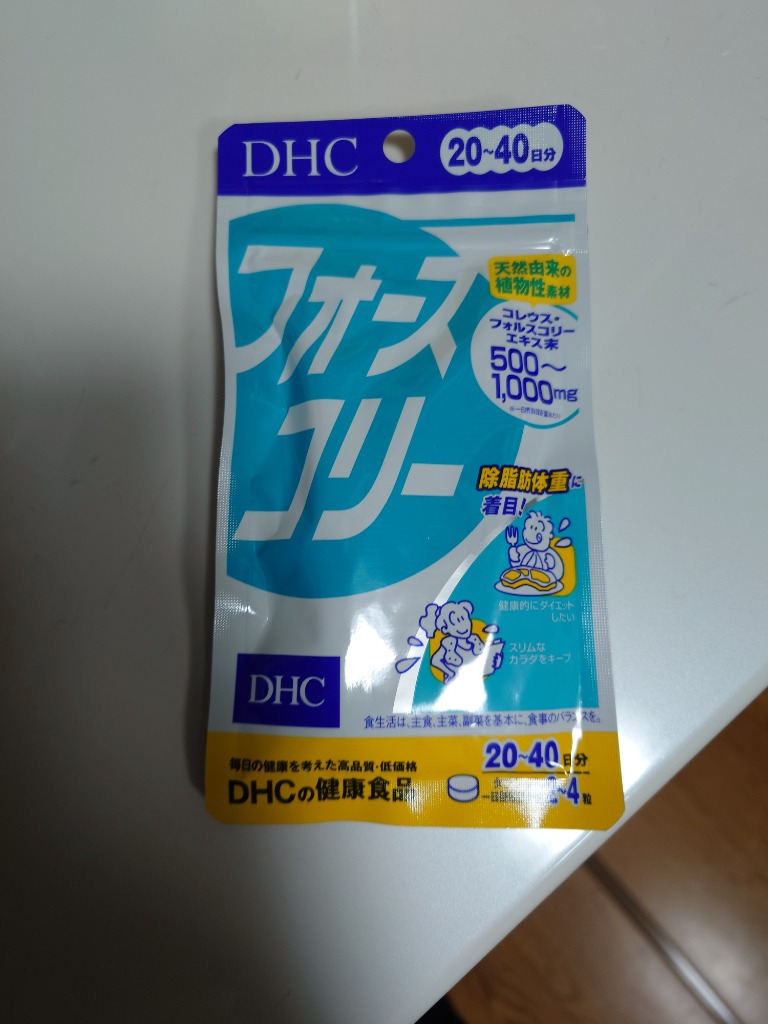 DHC
20~40日分
フォース
コリー
天然由来の
植物性素材
コレウス・
フォルスコリー
エキス末
500～
1,000mg
除脂肪体重に
着目!
健康的にダイエット
したい
スリムな
カラダをキープ
DHC
食生活は、主食、主菜、副菜を基本に、食事のバランスを。
毎日の健康を考えた高品質・低価格
DHCの健康食品
20~40日分
~4粒